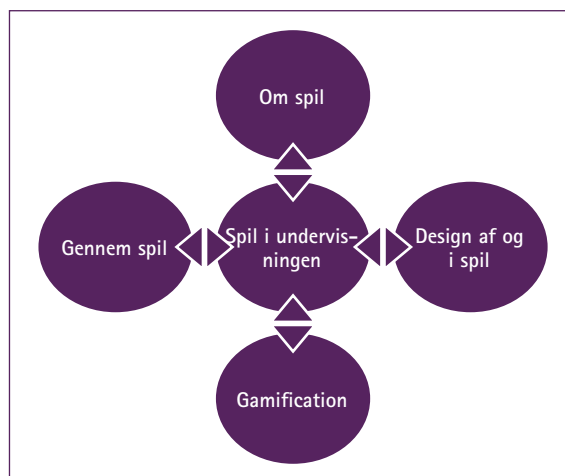 Om spil
Gennem spil
Spil i undervis-
ningen
Design af og
i spil
Gamification